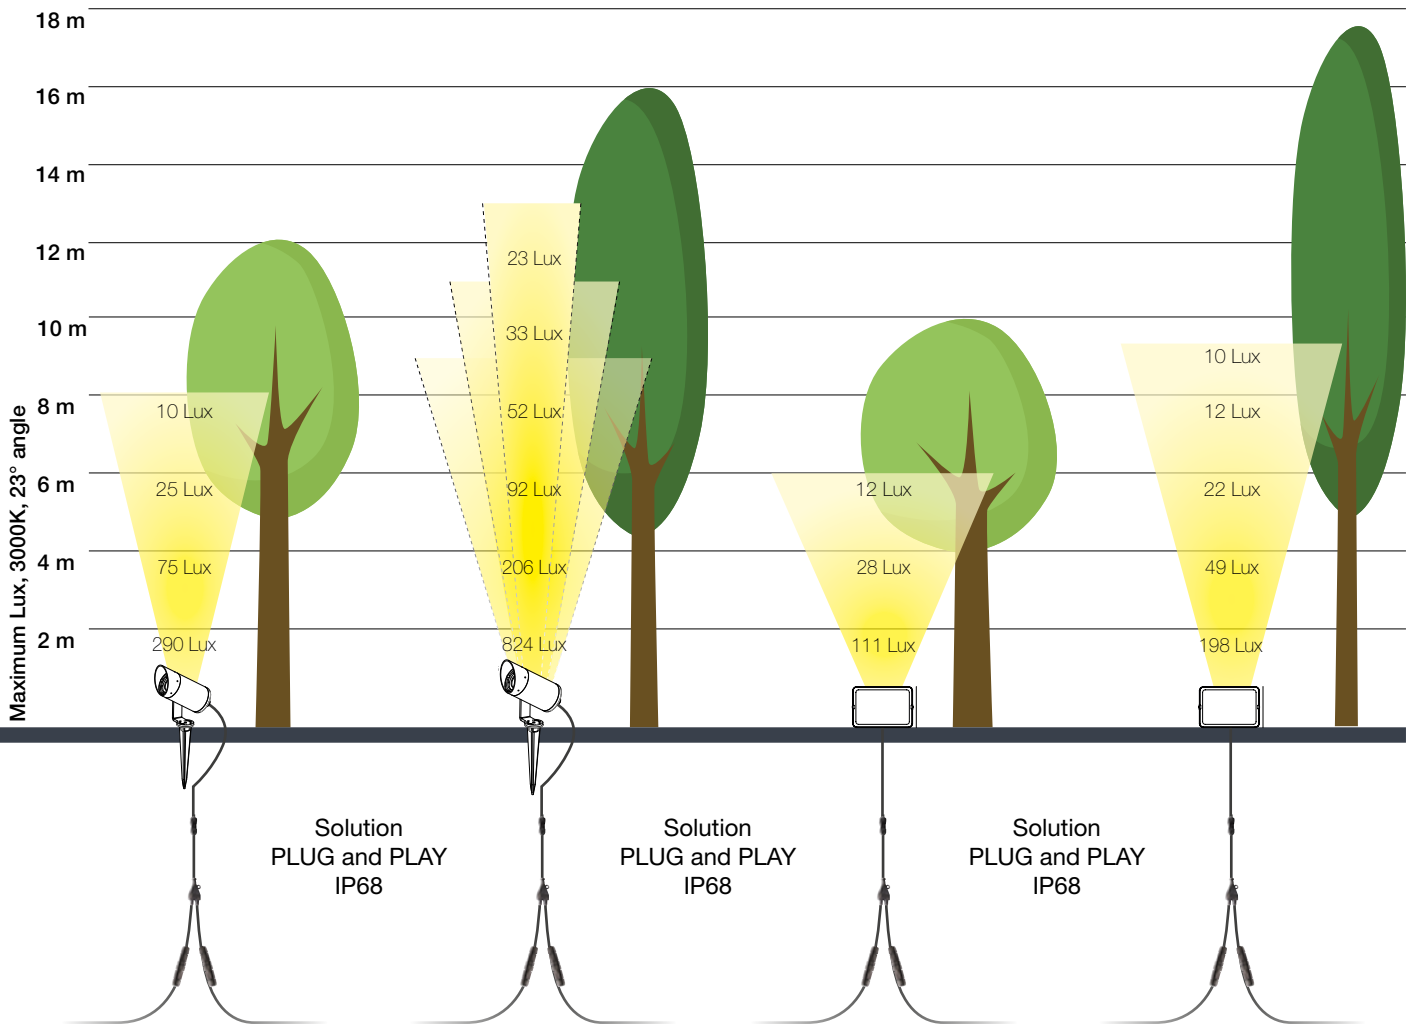 18 m
16 m
14 m
12 m
10 m
8 m
6 m
4 m
2 m
Maximum Lux, 3000K, 23° angle
10 Lux
25 Lux
75 Lux
290 Lux
23 Lux
33 Lux
52 Lux
92 Lux
206 Lux
824 Lux
12 Lux
28 Lux
111 Lux
10 Lux
12 Lux
22 Lux
49 Lux
198 Lux
Solution
PLUG and PLAY
IP68
Solution
PLUG and PLAY
IP68
Solution
PLUG and PLAY
IP68